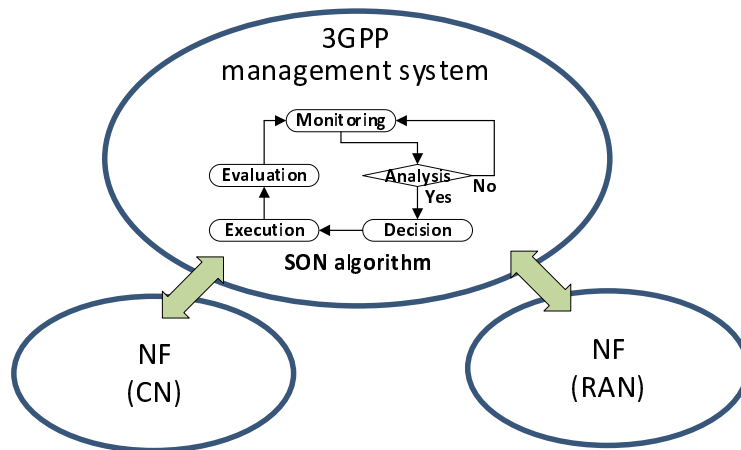 3GPP
management system
Monitoring
Evaluation
Analysis
No
Yes
Execution
Decision
SON algorithm
NF
(CN)
NF
(RAN)